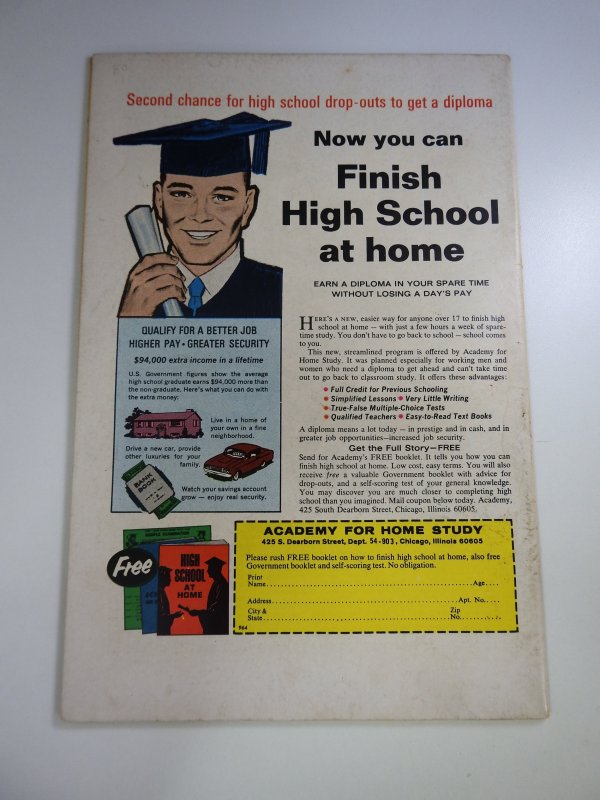 Second chance for high school drop-outs to get a diploma
Now you can
Finish
High School
at home
EARN A DIPLOMA IN YOUR SPARE TIME
WITHOUT LOSING A DAY'S PAY
HERE'S A NEW, easier way for anyone over 17 to finish high
school at home — with just a few hours a week of spare-
time study. You don't have to go back to school — school comes
to you.
This new, streamlined program is offered by Academy for
Home Study. It was planned especially for working men and
women who need a diploma to get ahead and can't take time
out to go back to classroom study. It offers these advantages:
• Full Credit for Previous Schooling
• Simplified Lessons • Very Little Writing
• True-False Multiple-Choice Tests
• Qualified Teachers • Easy-to-Read Text Books
A diploma means a lot today – in prestige and in cash, and in
greater job opportunities—increased job security.
Get the Full Story—FREE
Send for Academy's FREE booklet. It tells you how you can
finish high school at home. Low cost, easy terms. You will also
receive free a valuable Government booklet with advice for
drop-outs, and a self-scoring test of your general knowledge.
You may discover you are much closer to completing high
school than you imagined. Mail coupon below today. Academy,
425 South Dearborn Street, Chicago, Illinois 60605.
QUALIFY FOR A BETTER JOB
HIGHER PAY • GREATER SECURITY
$94,000 extra income in a lifetime
U.S. Government figures show the average
high school graduate earns $94,000 more than
the non-graduate. Here's what you can do with
the extra money:
Live in a home of
your own in a fine
neighborhood.
Drive a new car, provide
other luxuries for your
family.
BANK
BOOK
Watch your savings account
grow — enjoy real security.
Free
SAMPLE EXAMINATION
HIGH
SCHOOL
AT
HOME
ACADEMY FOR HOME STUDY
425 S. Dearborn Street, Dept. 54-903, Chicago, Illinois 60605
Please rush FREE booklet on how to finish high school at home, also free
Government booklet and self-scoring test. No obligation.
Print
Name Age
Address Apt. No.
City & Zip
State No.
964